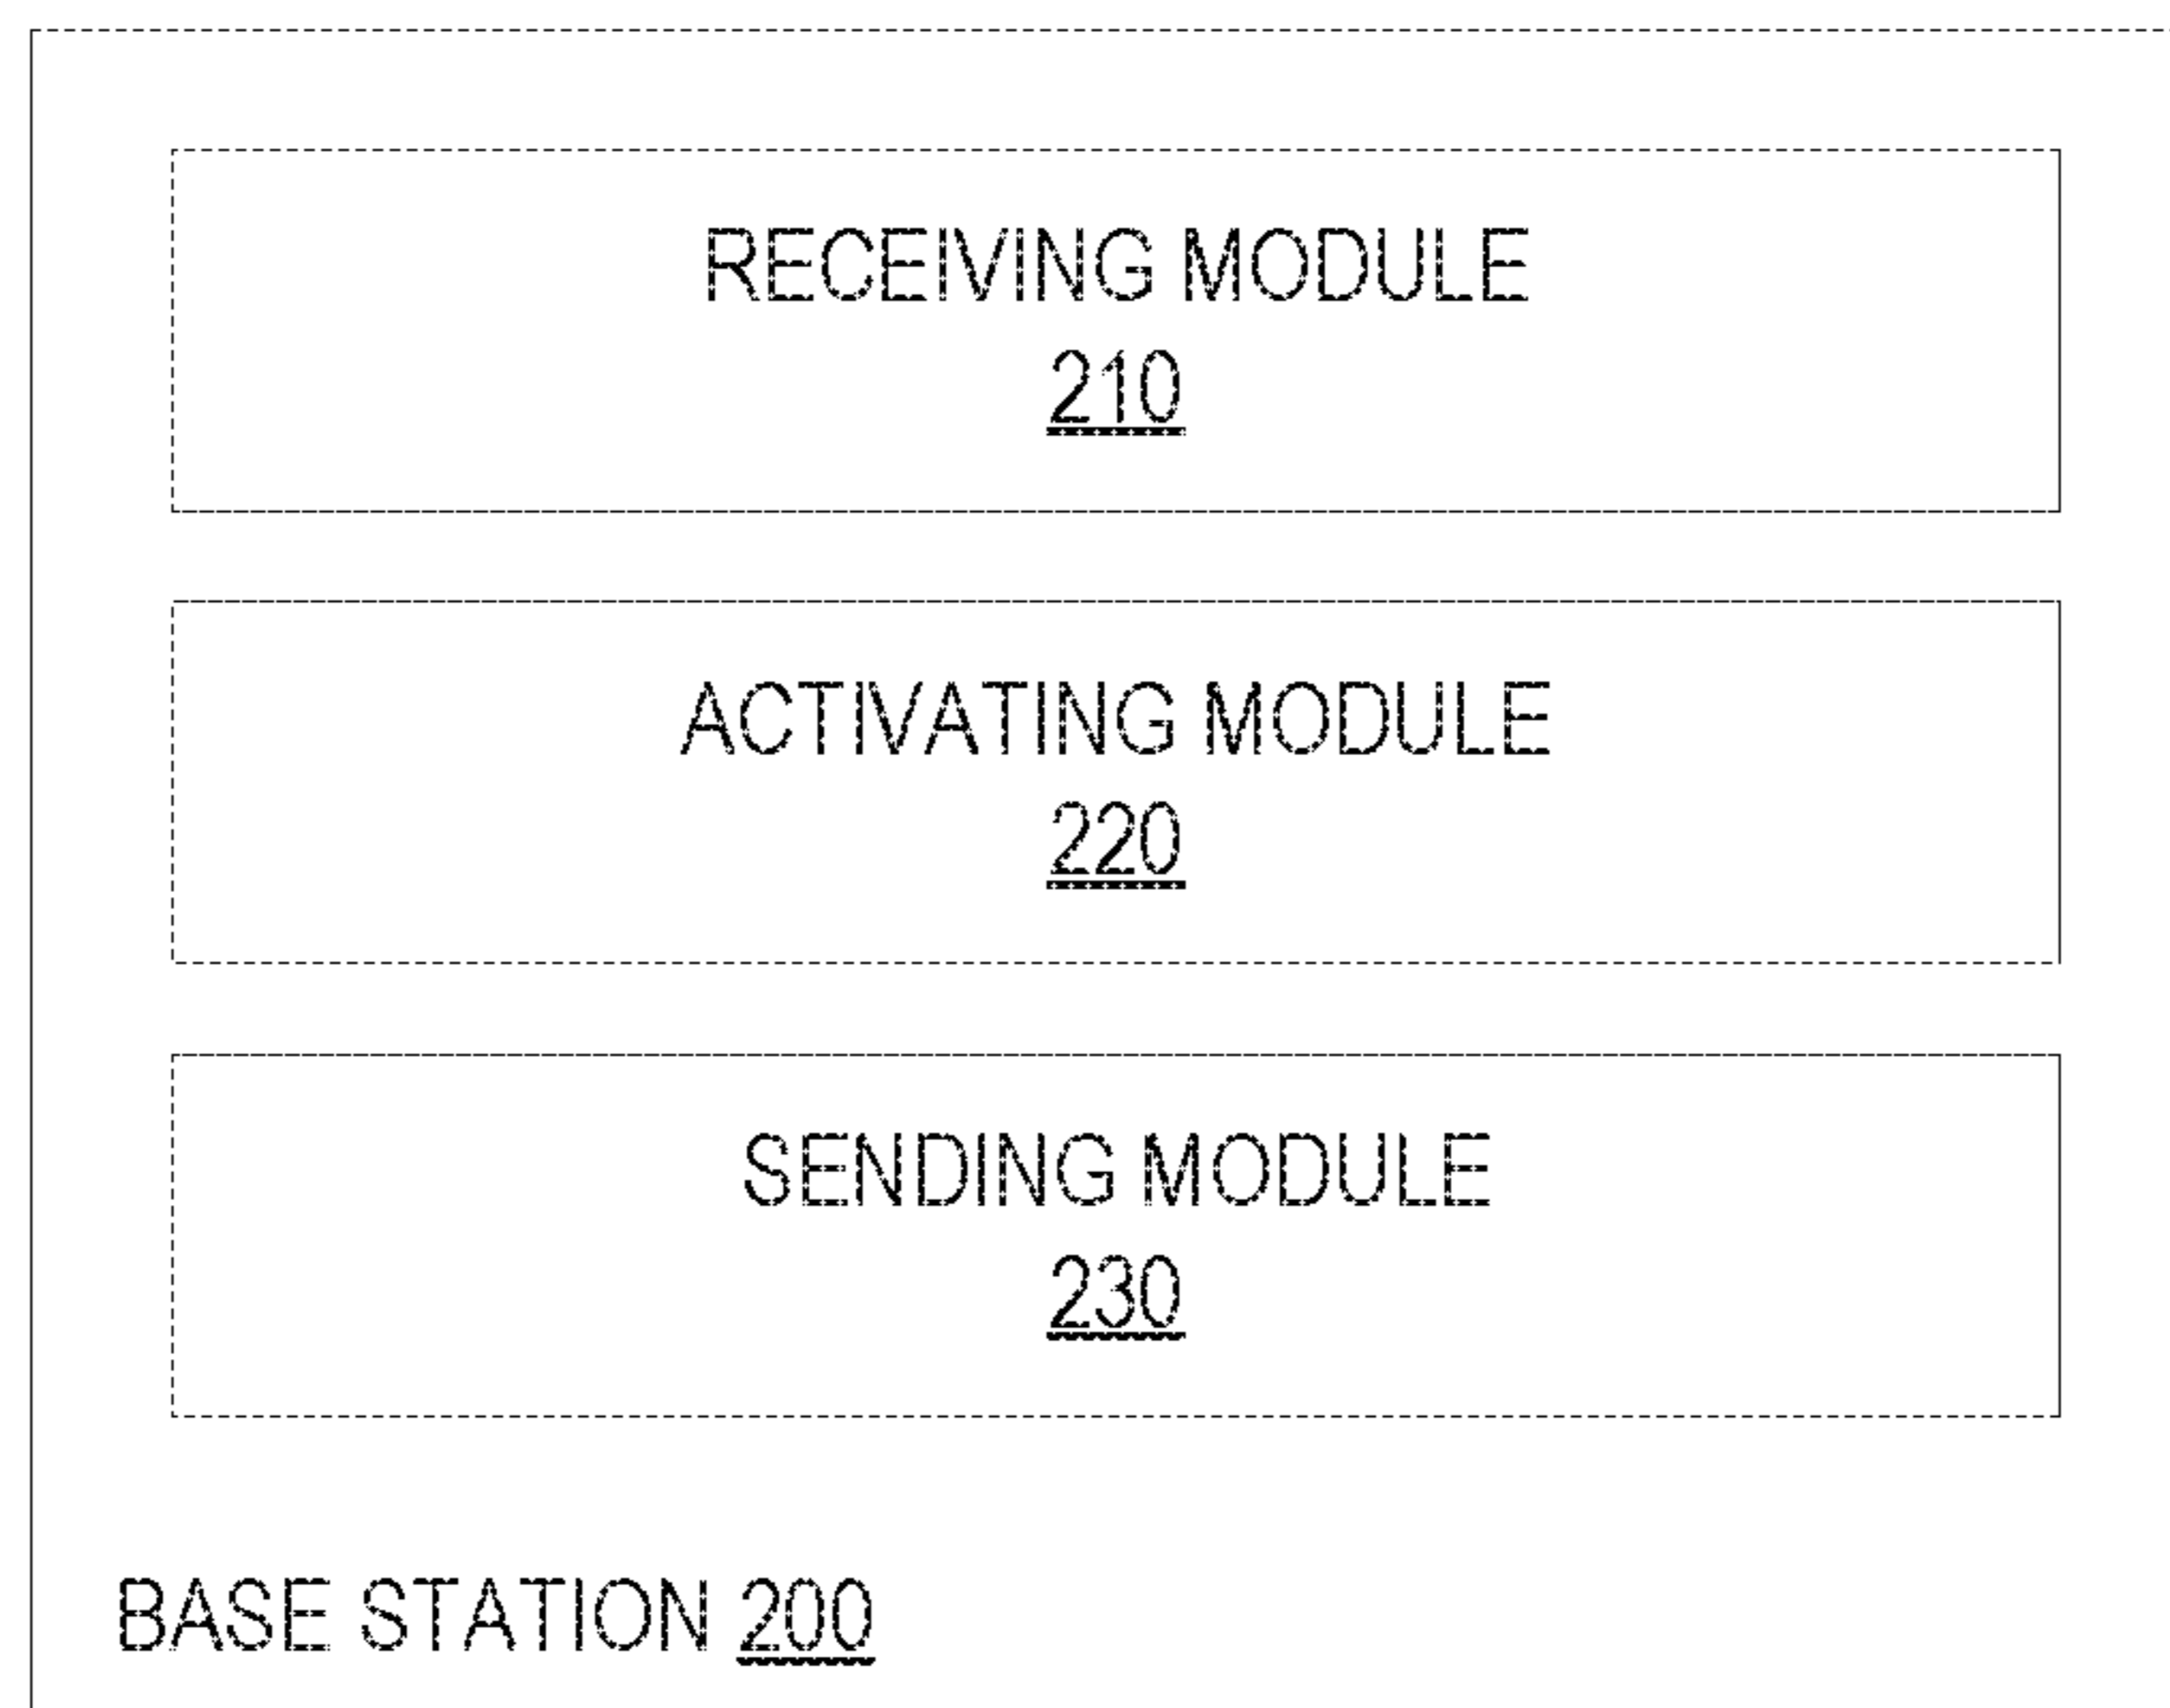 RECEIVING MODULE
210
ACTIVATING MODULE
220
SENDING MODULE
230
BASE STATION 200